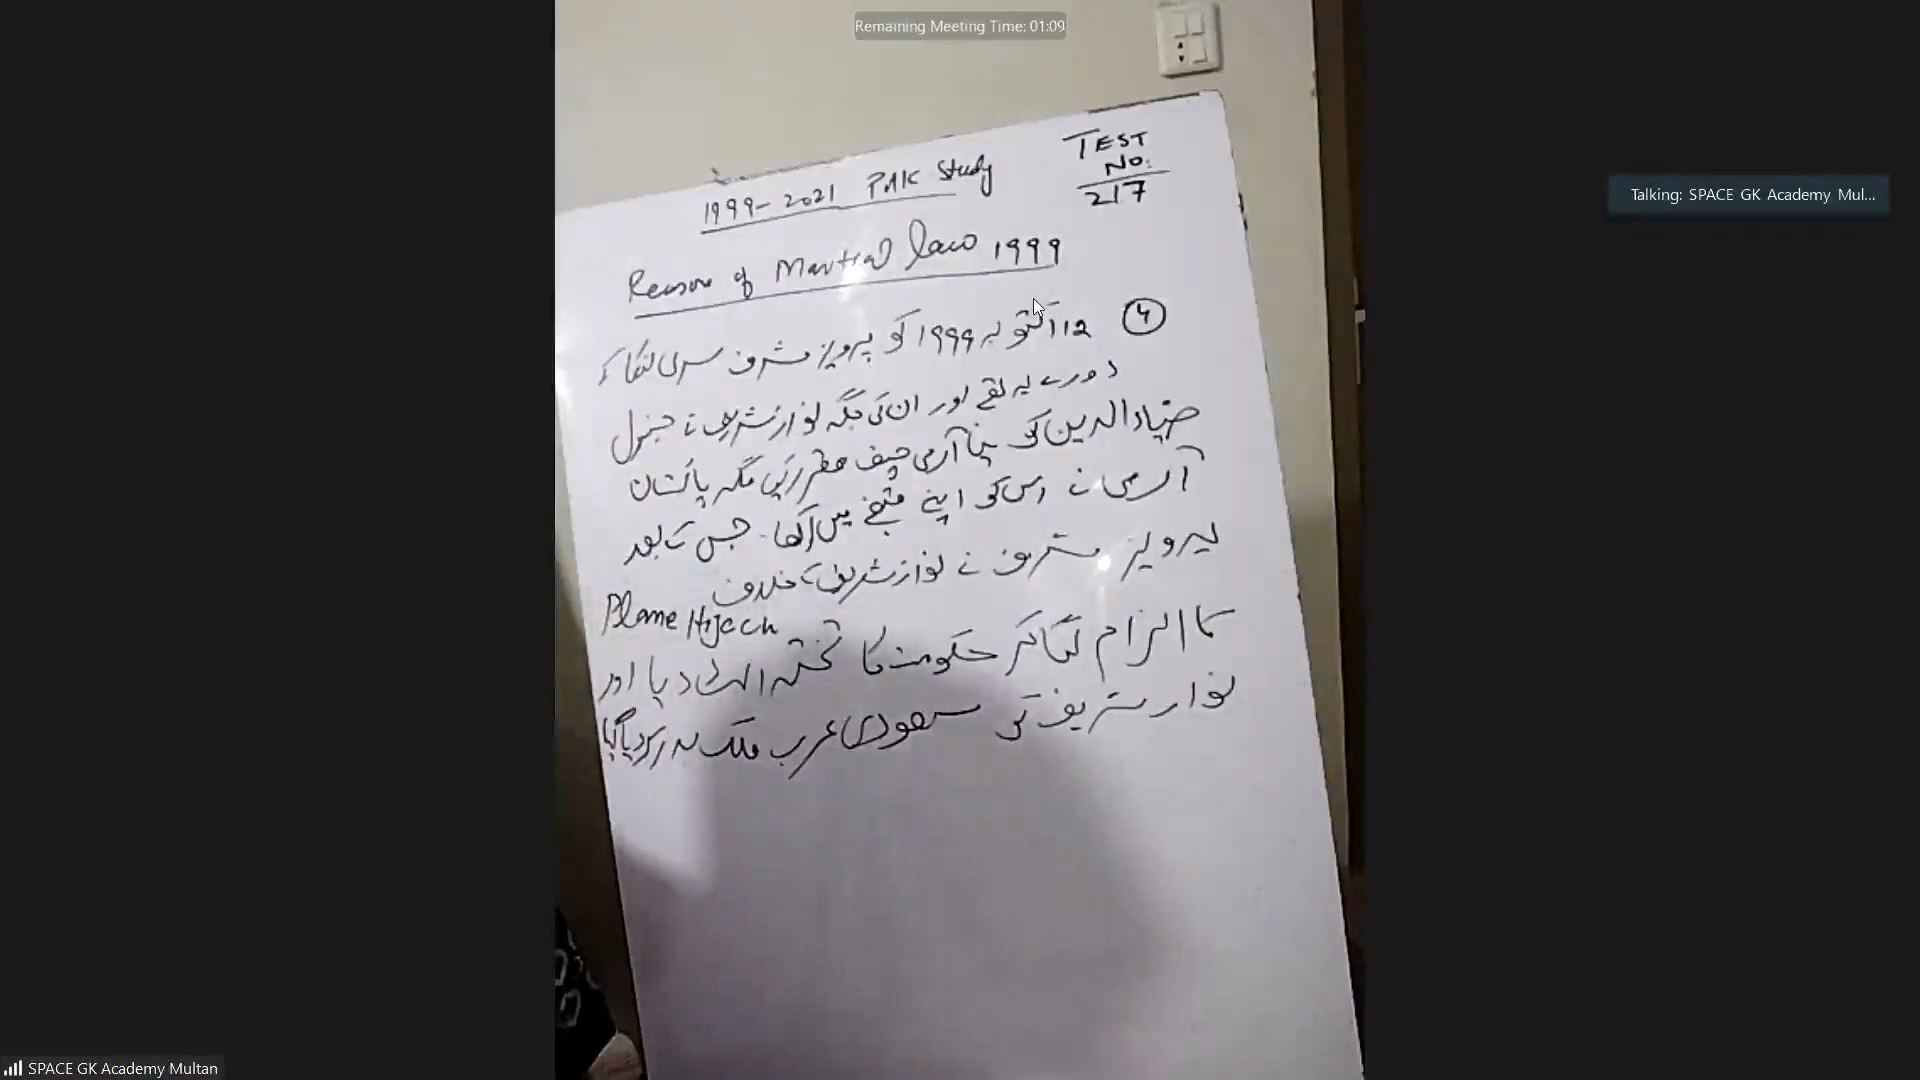 Remaining Meeting Time: 01:09
TEST
NO:
217
1999-2021 PAK Study
Reason of Martial law 1999
④ 12 اکتوبر 1999 کو پرویز مشرف سری لنکا کے
دورے پہ تھے اور ان کی جگہ نواز شریف نے جنرل
ضیاء الدین کو نیا آرمی چیف مقرر کیا مگر پاکستان
آرمی نے اس کو اپنے قبضے میں رکھا۔ جس کے بعد
پرویز مشرف نے نواز شریف کے خلاف
Plane Hijack
کا الزام لگا کر حکومت کا تختہ الٹ دیا اور
نواز شریف کو سعودی عرب ملک بدر کر دیا گیا
Talking: SPACE GK Academy Mul...
SPACE GK Academy Multan